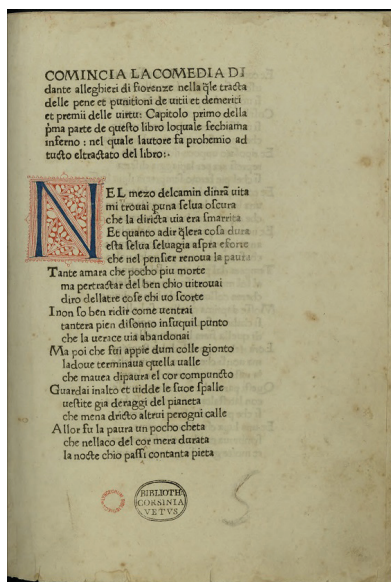 COMINCIA LACOMEDIA DI
dante alleghieri di fiorenze nella q̄le tracta
delle pene et punitioni de uitii et demeriti
et premii delle uirtu: Capitolo primo della
p̄ma parte de questo libro loquale sechiama
inferno : nel quale lautore fa prohemio ad
tucto eltractato del libro:.
NEL mezo delcamin dinr̄a uita
mi trouai puna selua oscura
che la diricta uia era smarrita
Et quanto adir q̄lera cosa dura
esta selua seluagia aspra eforte
che nel pensier renoua la paura
Tante amara che pocho piu morte
ma pertractar del ben chio uitrouai
diro dellatre cose chi uo scorte
I non so ben ridir come uentrai
tantera pien disonno insuquil punto
che la uerace uia abandonai
Ma poi che fui appie dum colle gionto
ladoue terminaua quella ualle
che mauea dipaura el cor compuncto
Guardai inalto et uidde le suoe spalle
uestite gia deraggi del pianeta
che mena dricto altrui perogni calle
Allor fu la paura un pocho cheta
che nellaco del cor mera durata
la nocte chio passi contanta pieta
BIBLIOTH
CORSINIA
VETVS